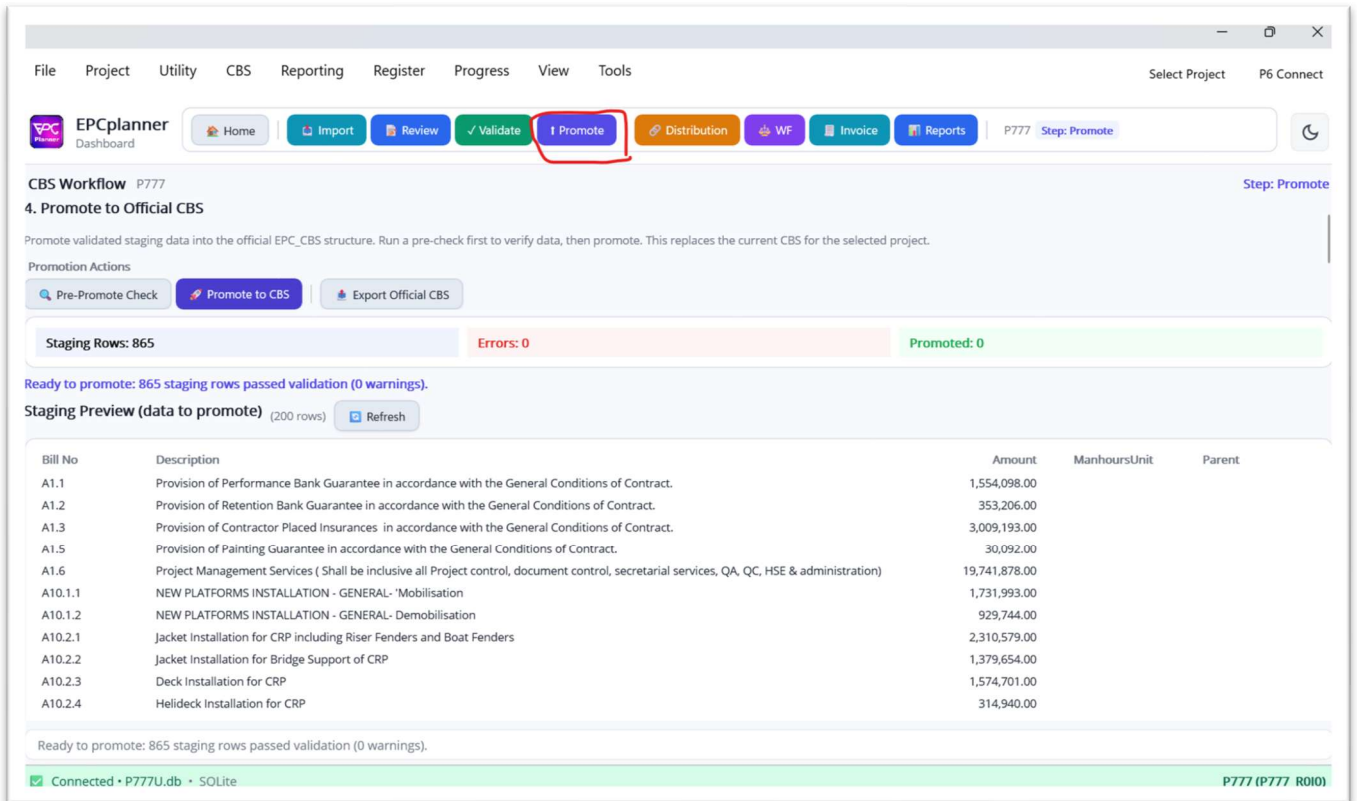 File Project Utility CBS Reporting Register Progress View Tools Select Project P6 Connect
EPC Planner
EPCplanner
Dashboard
Home Import Review ✓ Validate ⬆ Promote Distribution WF Invoice Reports P777 Step: Promote
CBS Workflow P777 Step: Promote
4. Promote to Official CBS
Promote validated staging data into the official EPC_CBS structure. Run a pre-check first to verify data, then promote. This replaces the current CBS for the selected project.
Promotion Actions
Pre-Promote Check Promote to CBS Export Official CBS
Staging Rows: 865 Errors: 0 Promoted: 0
Ready to promote: 865 staging rows passed validation (0 warnings).
Staging Preview (data to promote) (200 rows) Refresh
Bill No Description Amount ManhoursUnit Parent
A1.1 Provision of Performance Bank Guarantee in accordance with the General Conditions of Contract. 1,554,098.00
A1.2 Provision of Retention Bank Guarantee in accordance with the General Conditions of Contract. 353,206.00
A1.3 Provision of Contractor Placed Insurances in accordance with the General Conditions of Contract. 3,009,193.00
A1.5 Provision of Painting Guarantee in accordance with the General Conditions of Contract. 30,092.00
A1.6 Project Management Services ( Shall be inclusive all Project control, document control, secretarial services, QA, QC, HSE & administration) 19,741,878.00
A10.1.1 NEW PLATFORMS INSTALLATION - GENERAL- 'Mobilisation 1,731,993.00
A10.1.2 NEW PLATFORMS INSTALLATION - GENERAL- Demobilisation 929,744.00
A10.2.1 Jacket Installation for CRP including Riser Fenders and Boat Fenders 2,310,579.00
A10.2.2 Jacket Installation for Bridge Support of CRP 1,379,654.00
A10.2.3 Deck Installation for CRP 1,574,701.00
A10.2.4 Helideck Installation for CRP 314,940.00
Ready to promote: 865 staging rows passed validation (0 warnings).
Connected • P777U.db • SQLite P777 (P777_R0I0)